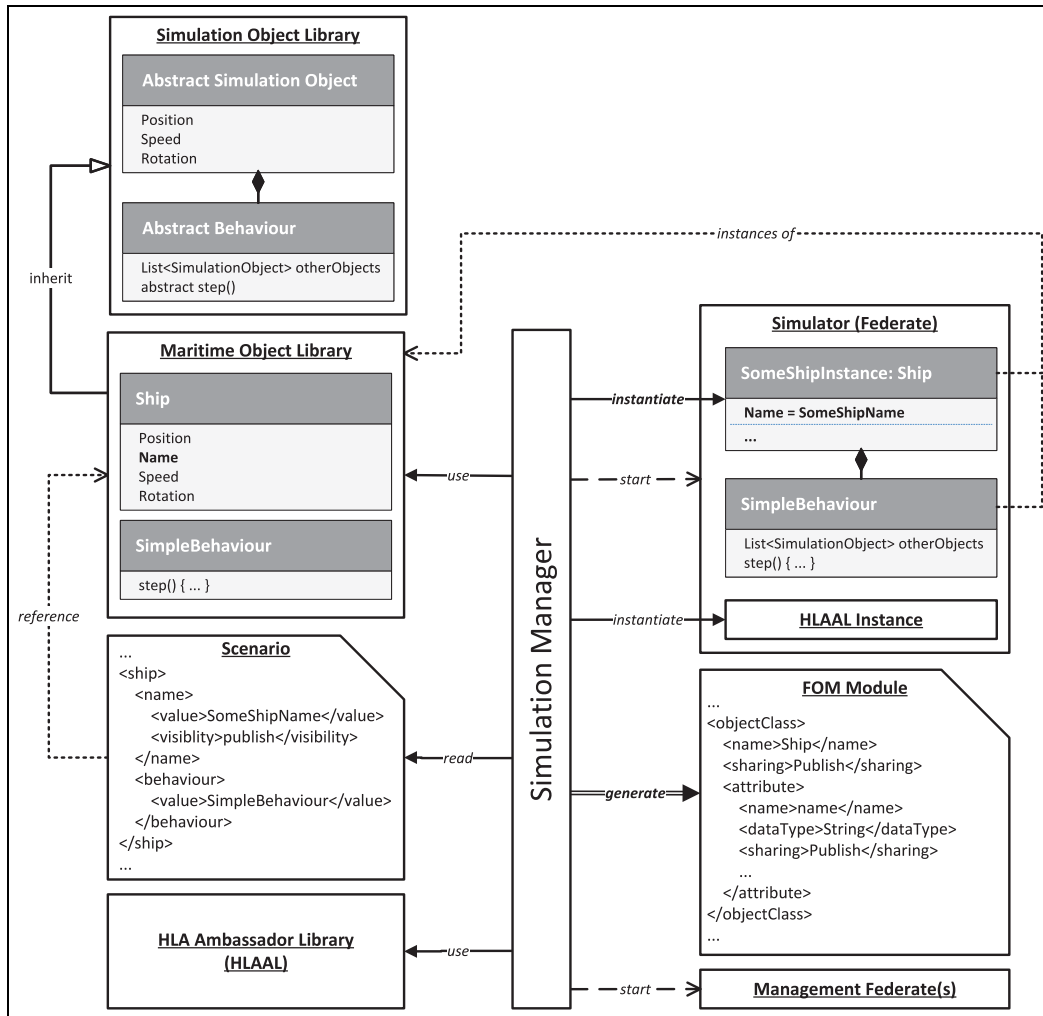 Simulation Object Library
Abstract Simulation Object
Position
Speed
Rotation
Abstract Behaviour
List<SimulationObject> otherObjects
abstract step()
inherit
instances of
Maritime Object Library
Ship
Position
Name
Speed
Rotation
SimpleBehaviour
step() { ... }
reference
Scenario
...
<ship>
<name>
<value>SomeShipName</value>
<visiblity>publish</visibility>
</name>
<behaviour>
<value>SimpleBehaviour</value>
</behaviour>
</ship>
...
HLA Ambassador Library
(HLAAL)
use
read
use
Simulation Manager
instantiate
start
instantiate
generate
start
Simulator (Federate)
SomeShipInstance: Ship
Name = SomeShipName
...
SimpleBehaviour
List<SimulationObject> otherObjects
step() { ... }
HLAAL Instance
FOM Module
...
<objectClass>
<name>Ship</name>
<sharing>Publish</sharing>
<attribute>
<name>name</name>
<dataType>String</dataType>
<sharing>Publish</sharing>
...
</attribute>
</objectClass>
...
Management Federate(s)